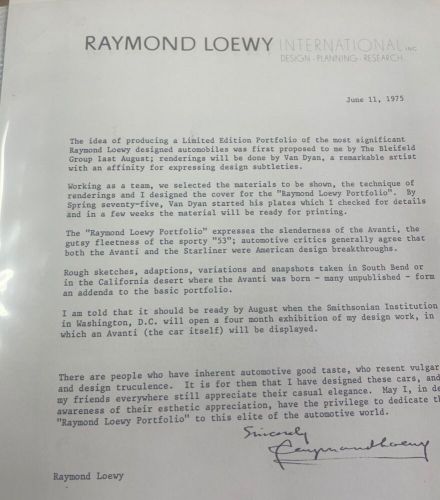 RAYMOND LOEWY INTERNATIONAL INC.
DESIGN · PLANNING · RESEARCH
June 11, 1975
The idea of producing a Limited Edition Portfolio of the most significant
Raymond Loewy designed automobiles was first proposed to me by The Bleifeld
Group last August; renderings will be done by Van Dyan, a remarkable artist
with an affinity for expressing design subtleties.
Working as a team, we selected the materials to be shown, the technique of
renderings and I designed the cover for the "Raymond Loewy Portfolio". By
Spring seventy-five, Van Dyan started his plates which I checked for details
and in a few weeks the material will be ready for printing.
The "Raymond Loewy Portfolio" expresses the slenderness of the Avanti, the
gutsy fleetness of the sporty "53"; automotive critics generally agree that
both the Avanti and the Starliner were American design breakthroughs.
Rough sketches, adaptions, variations and snapshots taken in South Bend or
in the California desert where the Avanti was born - many unpublished - form
an addenda to the basic portfolio.
I am told that it should be ready by August when the Smithsonian Institution
in Washington, D.C. will open a four month exhibition of my design work, in
which an Avanti (the car itself) will be displayed.
There are people who have inherent automotive good taste, who resent vulgar
and design truculence. It is for them that I have designed these cars, and
my friends everywhere still appreciate their casual elegance. May I, in de
awareness of their esthetic appreciation, have the privilege to dedicate th
"Raymond Loewy Portfolio" to this elite of the automotive world.
Sincerely
Raymond Loewy
Raymond Loewy